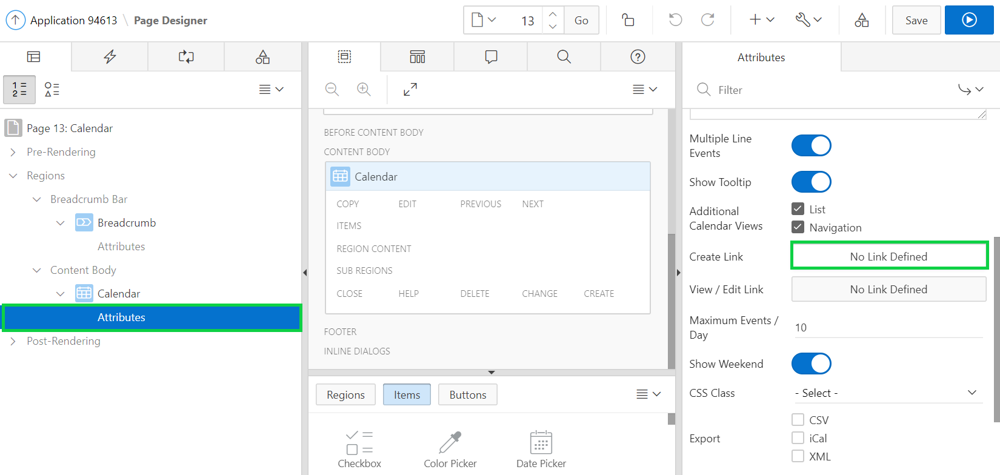 Application 94613 \ Page Designer
13
Go
Save
Attributes
1 =
2 =
Filter
Page 13: Calendar
Pre-Rendering
Regions
Breadcrumb Bar
Breadcrumb
Attributes
Content Body
Calendar
Attributes
Post-Rendering
BEFORE CONTENT BODY
CONTENT BODY
Calendar
COPY EDIT PREVIOUS NEXT
ITEMS
REGION CONTENT
SUB REGIONS
CLOSE HELP DELETE CHANGE CREATE
FOOTER
INLINE DIALOGS
Regions Items Buttons
Checkbox Color Picker Date Picker
Multiple Line
Events
Show Tooltip
Additional
Calendar Views
List
Navigation
Create Link No Link Defined
View / Edit Link No Link Defined
Maximum Events /
Day
10
Show Weekend
CSS Class - Select -
Export
CSV
iCal
XML